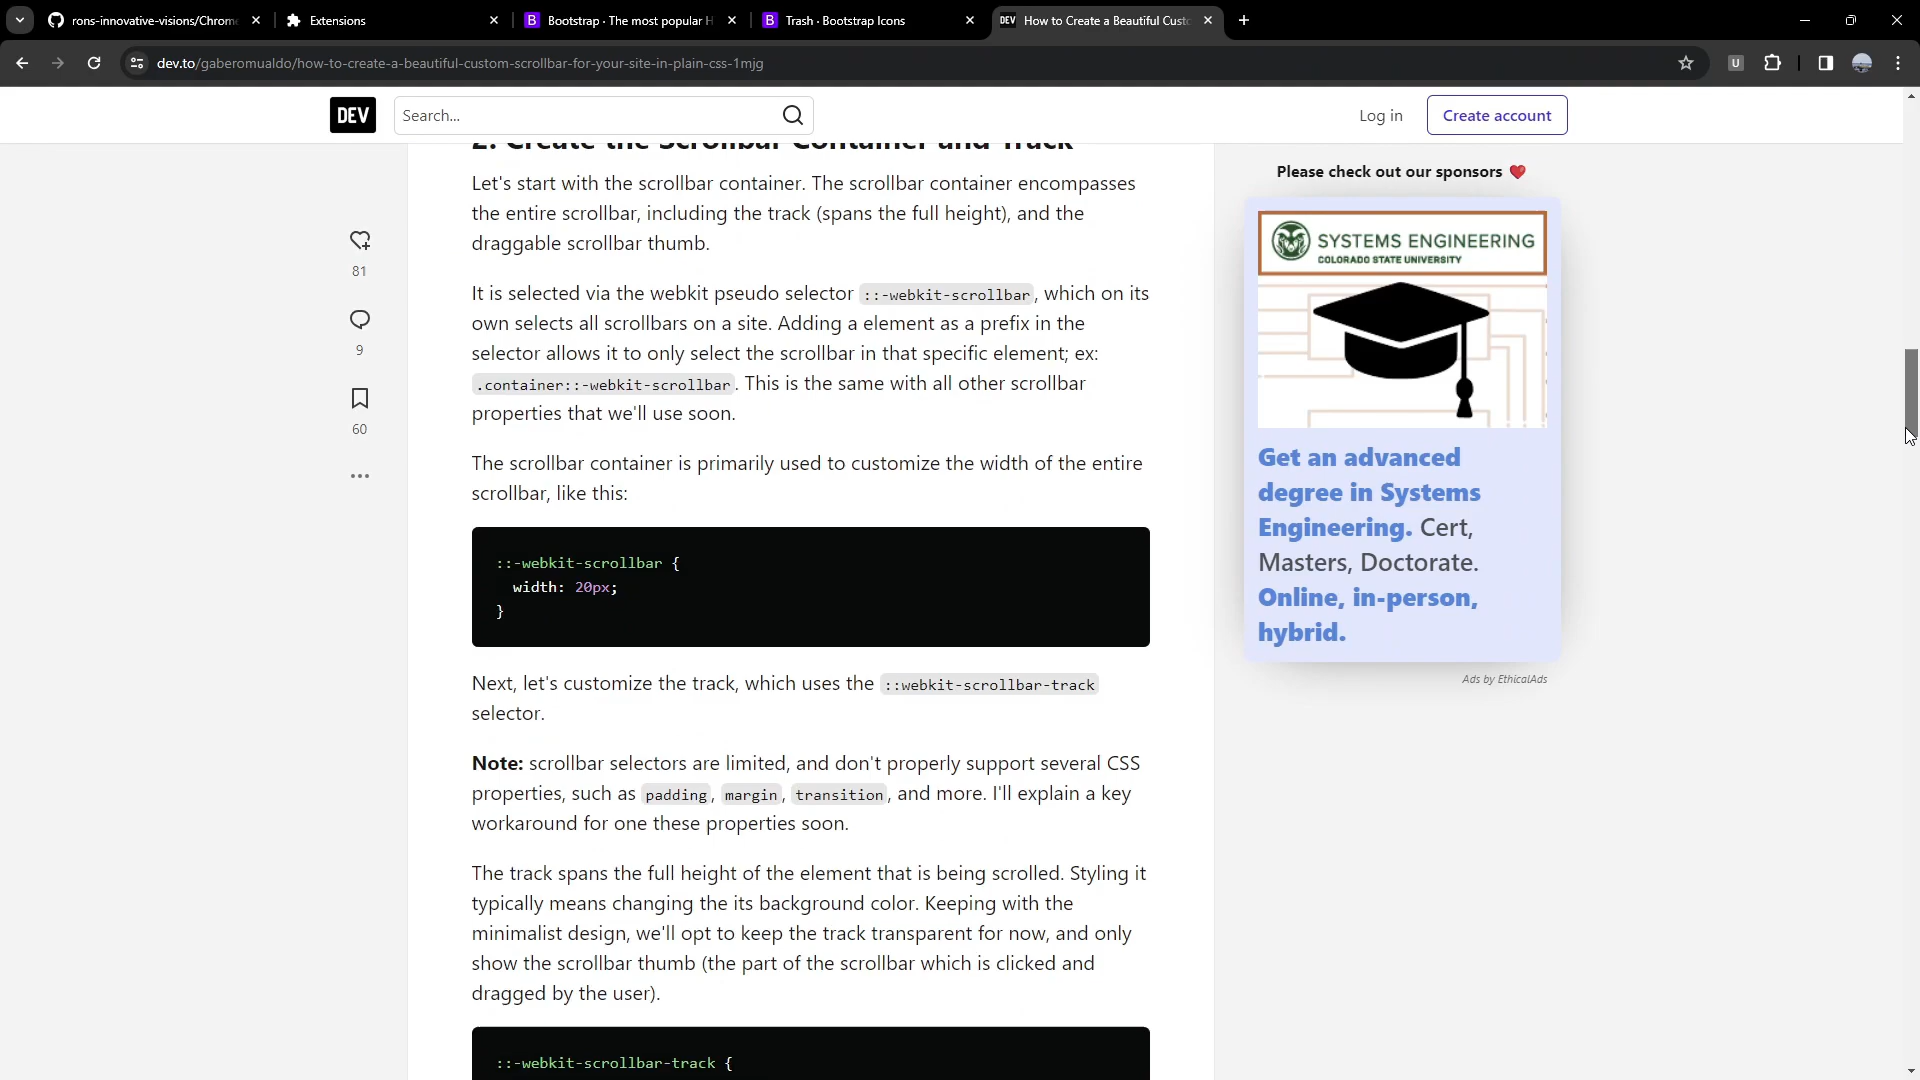 rons-innovative-visions/Chrom
Extensions
Bootstrap · The most popular H
Trash · Bootstrap Icons
DEV How to Create a Beautiful Cust
dev.to/gaberomualdo/how-to-create-a-beautiful-custom-scrollbar-for-your-site-in-plain-css-1mjg
U
DEV
Search...
Log in
Create account
2. Create the Scrollbar Container and Track
Let's start with the scrollbar container. The scrollbar container encompasses
the entire scrollbar, including the track (spans the full height), and the
draggable scrollbar thumb.
It is selected via the webkit pseudo selector ::-webkit-scrollbar, which on its
own selects all scrollbars on a site. Adding a element as a prefix in the
selector allows it to only select the scrollbar in that specific element; ex:
.container::-webkit-scrollbar. This is the same with all other scrollbar
properties that we'll use soon.
The scrollbar container is primarily used to customize the width of the entire
scrollbar, like this:
::-webkit-scrollbar {
width: 20px;
}
Next, let's customize the track, which uses the ::webkit-scrollbar-track
selector.
Note: scrollbar selectors are limited, and don't properly support several CSS
properties, such as padding, margin, transition, and more. I'll explain a key
workaround for one these properties soon.
The track spans the full height of the element that is being scrolled. Styling it
typically means changing the its background color. Keeping with the
minimalist design, we'll opt to keep the track transparent for now, and only
show the scrollbar thumb (the part of the scrollbar which is clicked and
dragged by the user).
::-webkit-scrollbar-track {
81
9
60
Please check out our sponsors ❤️
SYSTEMS ENGINEERING
COLORADO STATE UNIVERSITY
Get an advanced
degree in Systems
Engineering. Cert,
Masters, Doctorate.
Online, in-person,
hybrid.
Ads by EthicalAds